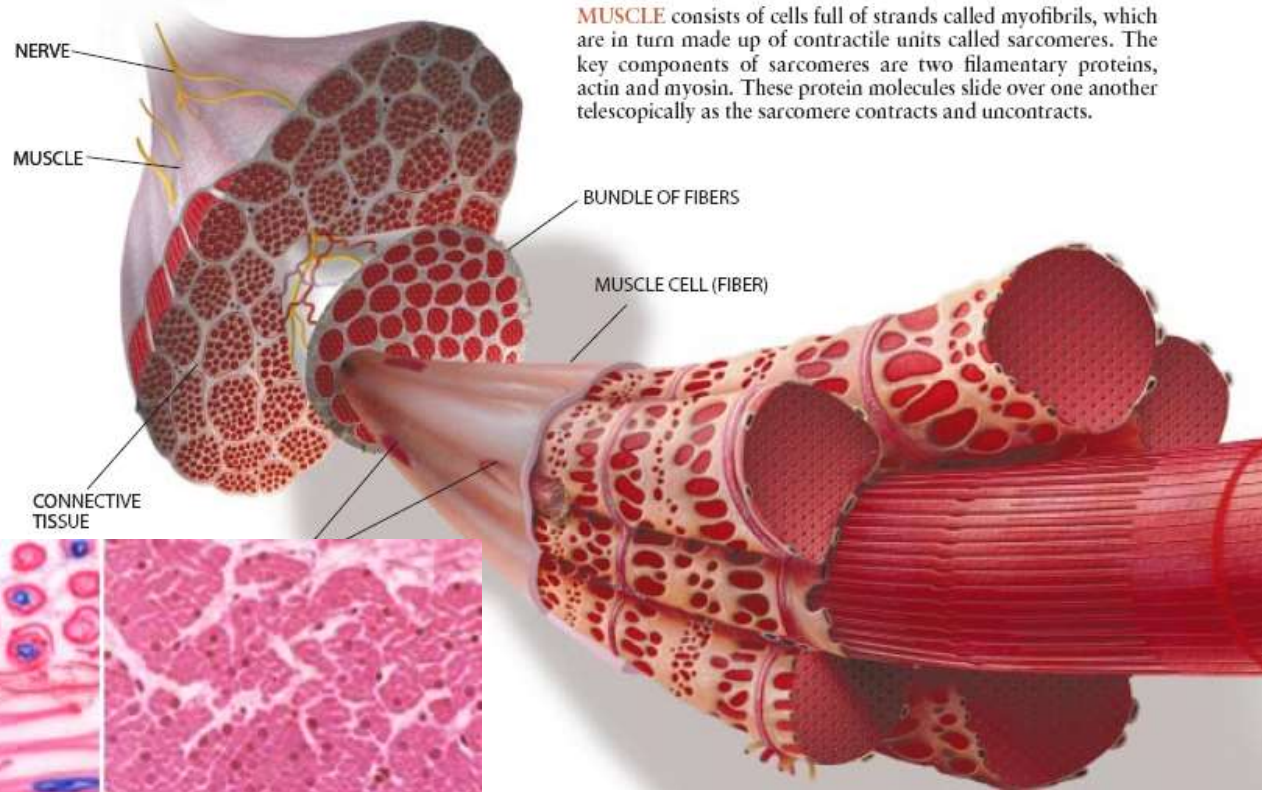 MUSCLE consists of cells full of strands called myofibrils, which
are in turn made up of contractile units called sarcomeres. The
key components of sarcomeres are two filamentary proteins,
actin and myosin. These protein molecules slide over one another
telescopically as the sarcomere contracts and uncontracts.
NERVE
MUSCLE
BUNDLE OF FIBERS
MUSCLE CELL (FIBER)
CONNECTIVE
TISSUE